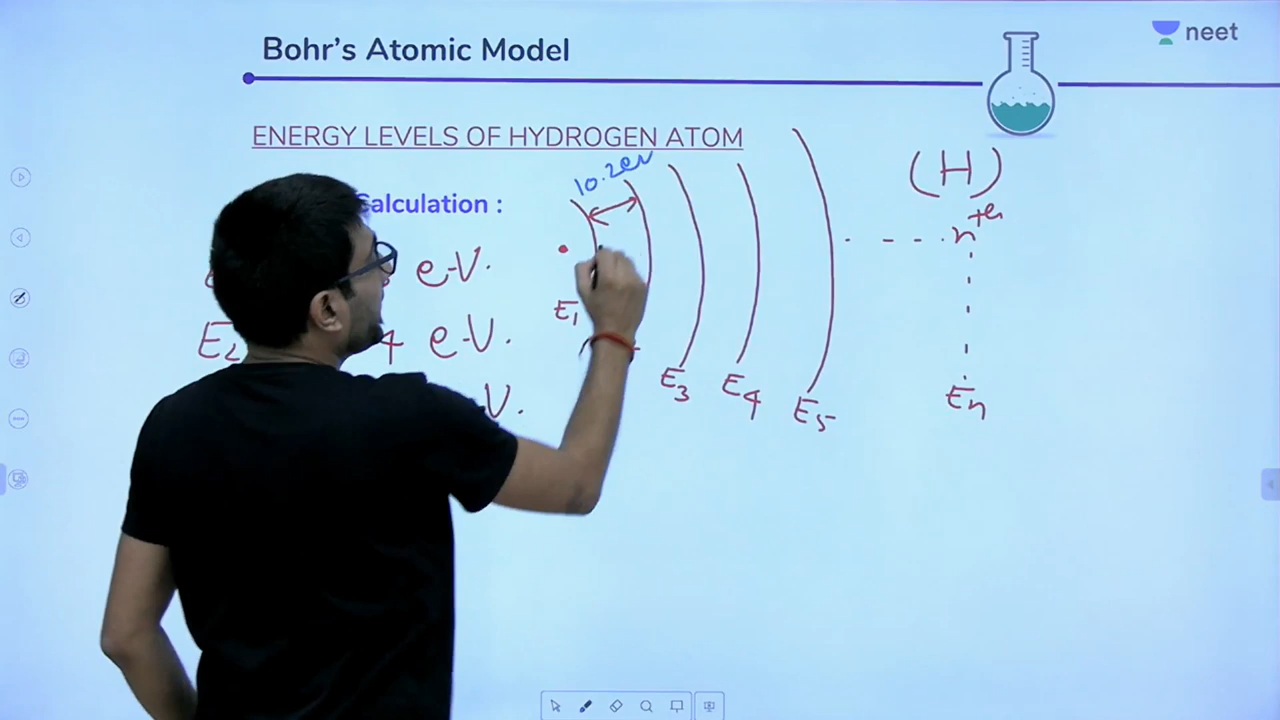 Bohr's Atomic Model
neet
ENERGY LEVELS OF HYDROGEN ATOM
Calculation :
10.2ev
(H)
nth
e-V.
E1
E2 4 e-V.
V.
E3
E4
E5
En